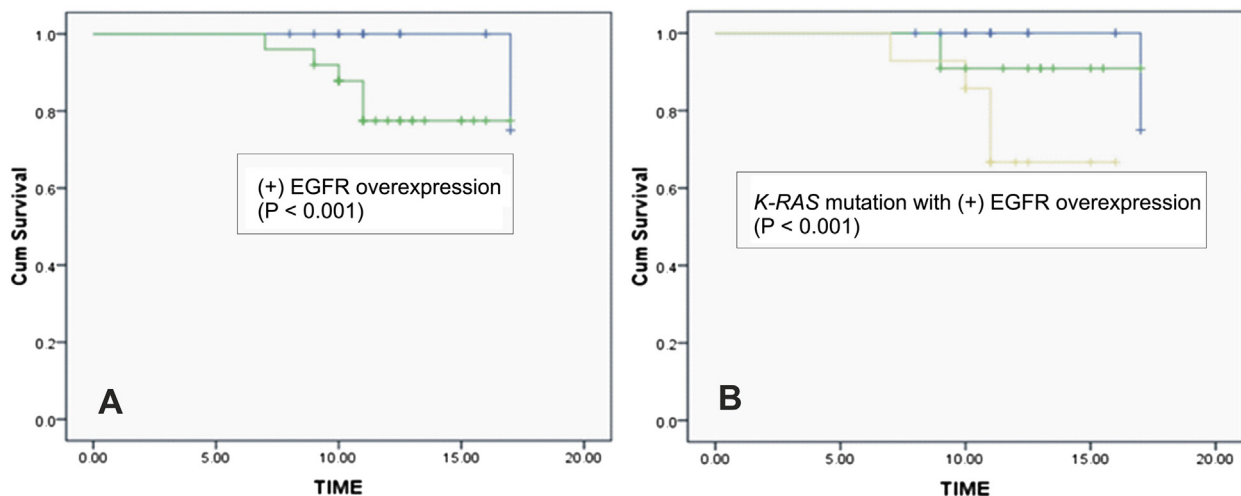 1.0
0.8
0.6
0.4
0.2
0.0
Cum Survival
(+) EGFR overexpression
(P < 0.001)
A
0.00 5.00 10.00 15.00 20.00
TIME
1.0
0.8
0.6
0.4
0.2
0.0
Cum Survival
K-RAS mutation with (+) EGFR overexpression
(P < 0.001)
B
0.00 5.00 10.00 15.00 20.00
TIME